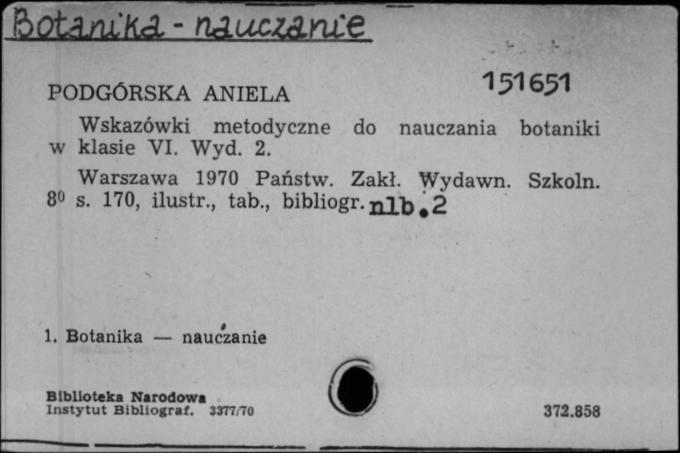 Botanika - nauczanie
151651
PODGÓRSKA ANIELA
Wskazówki metodyczne do nauczania botaniki
w klasie VI. Wyd. 2.
Warszawa 1970 Państw. Zakł. Wydawn. Szkoln.
8⁰ s. 170, ilustr., tab., bibliogr. nlb. 2
1. Botanika — nauczanie
Biblioteka Narodowa
Instytut Bibliograf. 3377/70
372.858